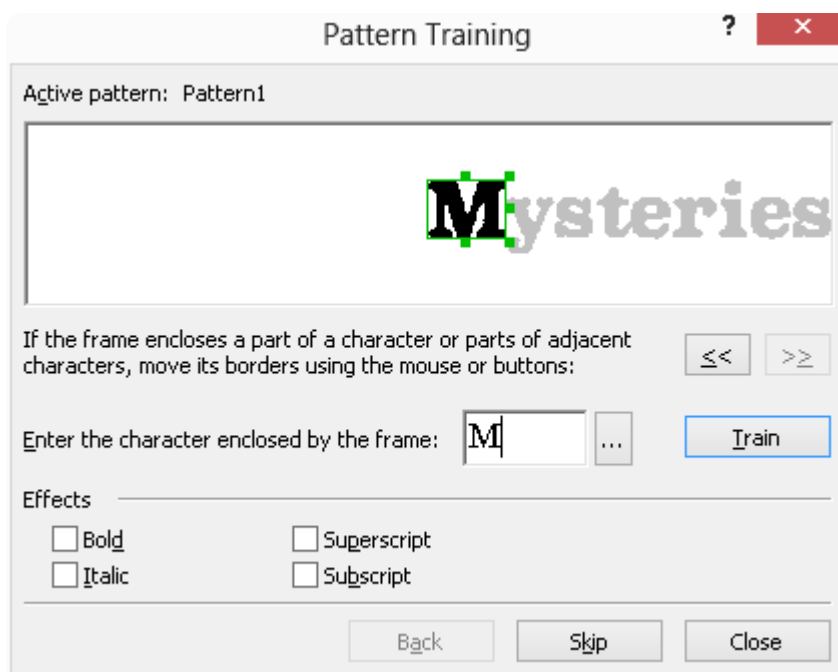 Pattern Training
? ×
Active pattern: Pattern1
Mysteries
If the frame encloses a part of a character or parts of adjacent
characters, move its borders using the mouse or buttons:
<< >>
Enter the character enclosed by the frame: M ... Train
Effects
Bold Superscript
Italic Subscript
Back Skip Close